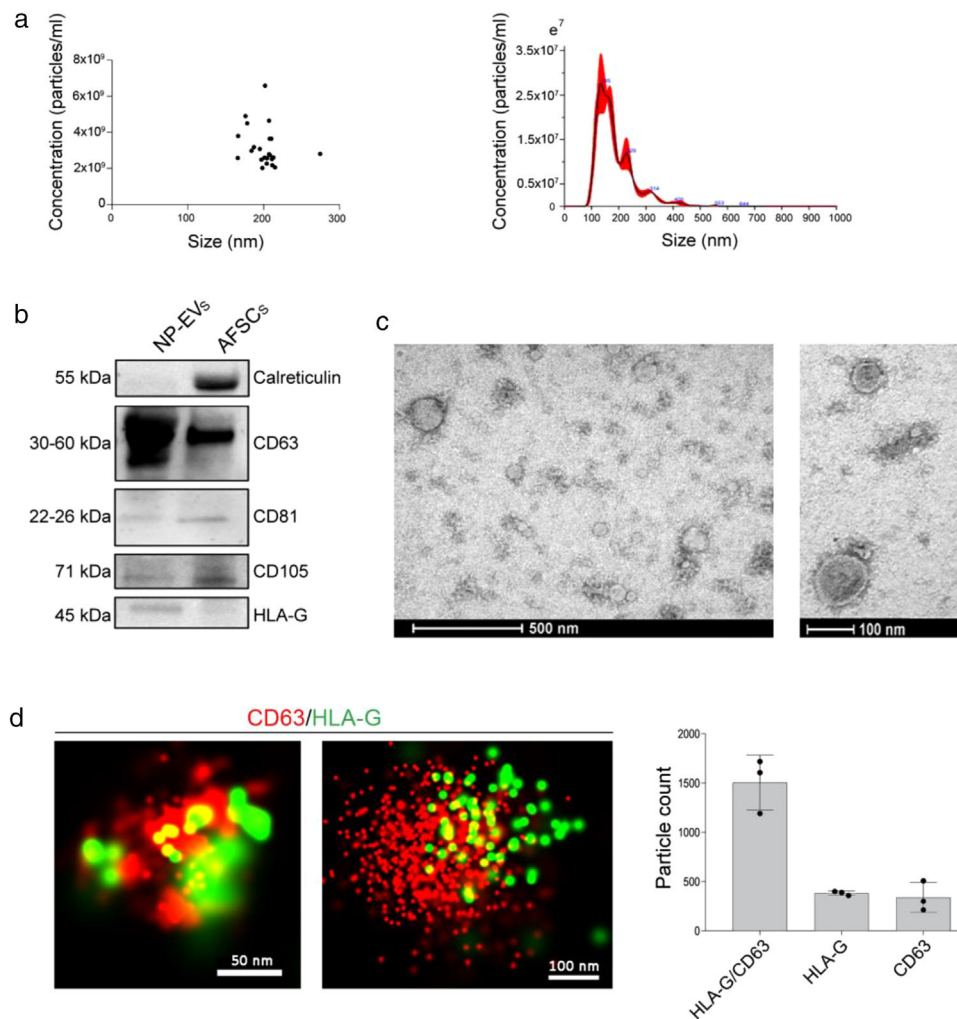 a
Concentration (particles/ml)
8x10⁹
6x10⁹
4x10⁹
2x10⁹
0
0
100
200
300
Size (nm)
Concentration (particles/ml)
e⁷
3.5x10⁷
2.5x10⁷
1.5x10⁷
0.5x10⁷
0
0 100 200 300 400 500 600 700 800 900 1000
Size (nm)
b
NP-EVs AFSCs
55 kDa Calreticulin
30-60 kDa CD63
22-26 kDa CD81
71 kDa CD105
45 kDa HLA-G
c
500 nm
100 nm
d
CD63/HLA-G
50 nm
100 nm
Particle count
2000
1500
1000
500
0
HLA-G/CD63
HLA-G
CD63